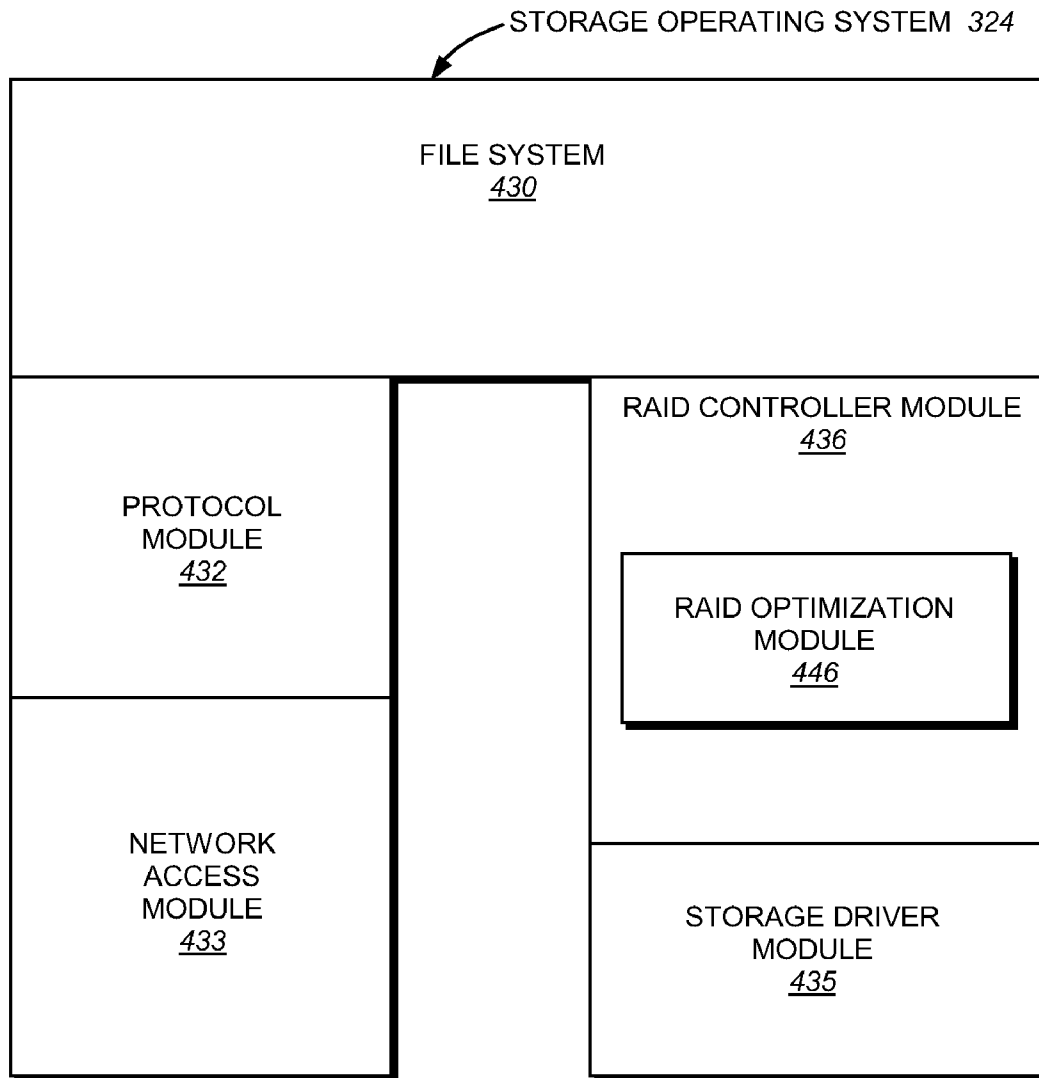 STORAGE OPERATING SYSTEM 324
FILE SYSTEM
430
PROTOCOL
MODULE
432
NETWORK
ACCESS
MODULE
433
RAID CONTROLLER MODULE
436
RAID OPTIMIZATION
MODULE
446
STORAGE DRIVER
MODULE
435